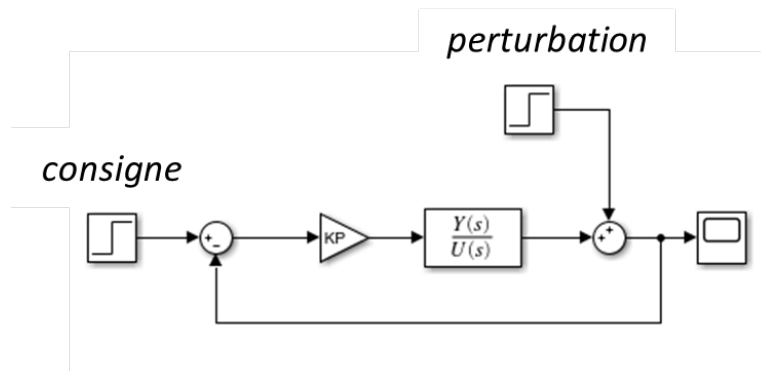 perturbation
consigne
+
−
KP
Y(s)
U(s)
+
+